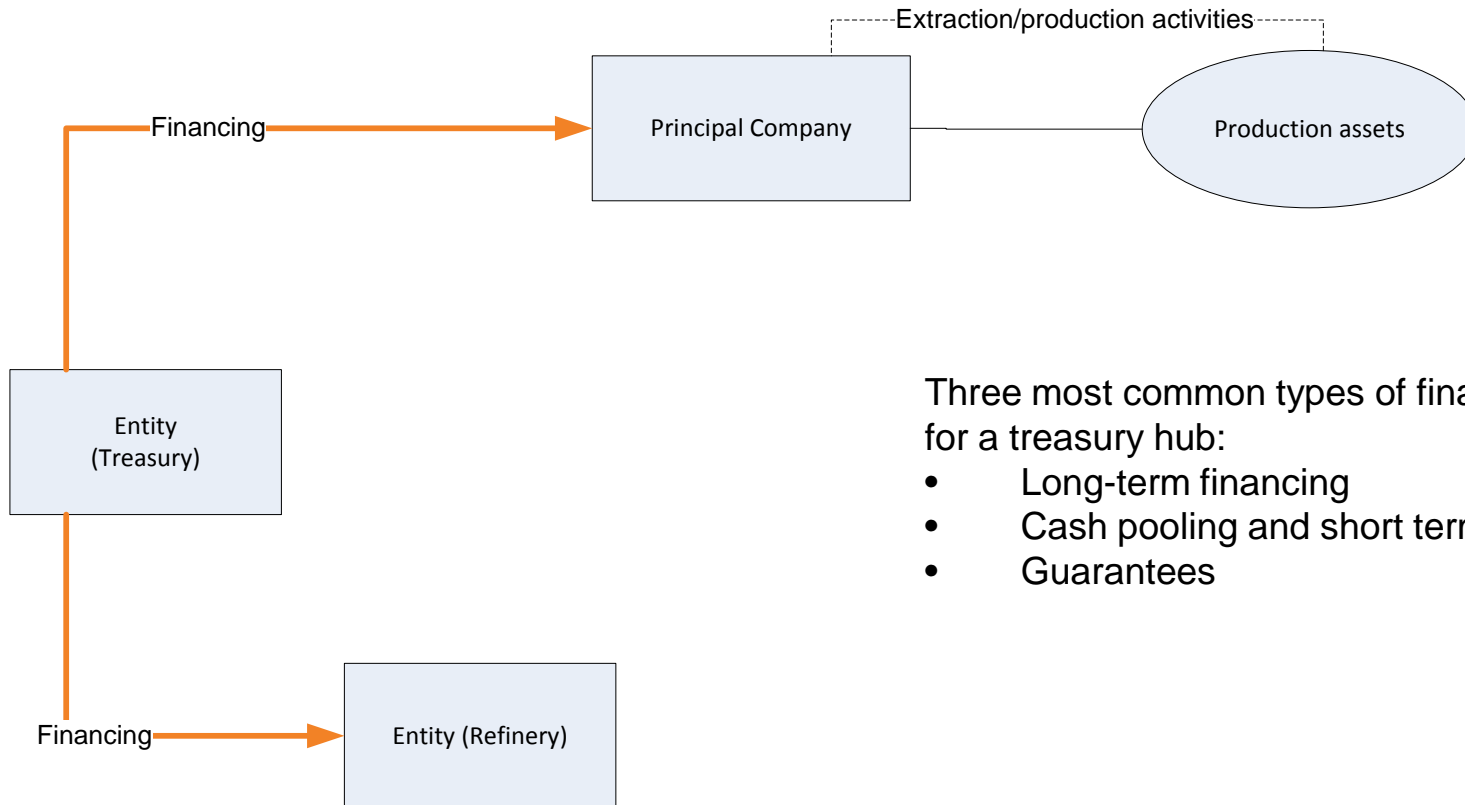 Extraction/production activities
Financing
Principal Company
Production assets
Three most common types of
for a treasury hub:
Entity
(Treasury)
• Long-term financing
• Cash pooling and short
• Guarantees
Financing
Entity (Refinery)